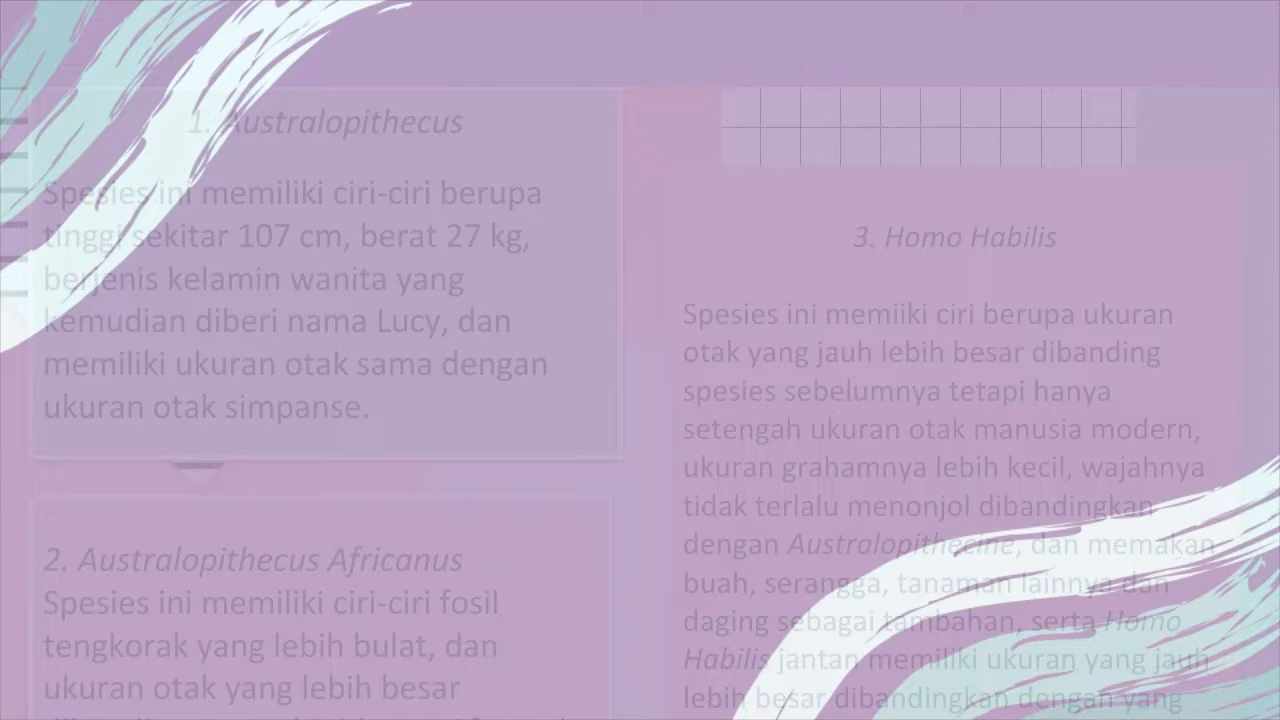 1. Australopithecus
Spesies ini memiliki ciri-ciri berupa
tinggi sekitar 107 cm, berat 27 kg,
berjenis kelamin wanita yang
kemudian diberi nama Lucy, dan
memiliki ukuran otak sama dengan
ukuran otak simpanse.
2. Australopithecus Africanus
Spesies ini memiliki ciri-ciri fosil
tengkorak yang lebih bulat, dan
ukuran otak yang lebih besar
3. Homo Habilis
Spesies ini memiiki ciri berupa ukuran
otak yang jauh lebih besar dibanding
spesies sebelumnya tetapi hanya
setengah ukuran otak manusia modern,
ukuran grahamnya lebih kecil, wajahnya
tidak terlalu menonjol dibandingkan
dengan Australopithecine, dan memakan
buah, serangga, tanaman lainnya dan
daging sebagai tambahan, serta Homo
Habilis jantan memiliki ukuran yang jauh
lebih besar dibandingkan dengan yang